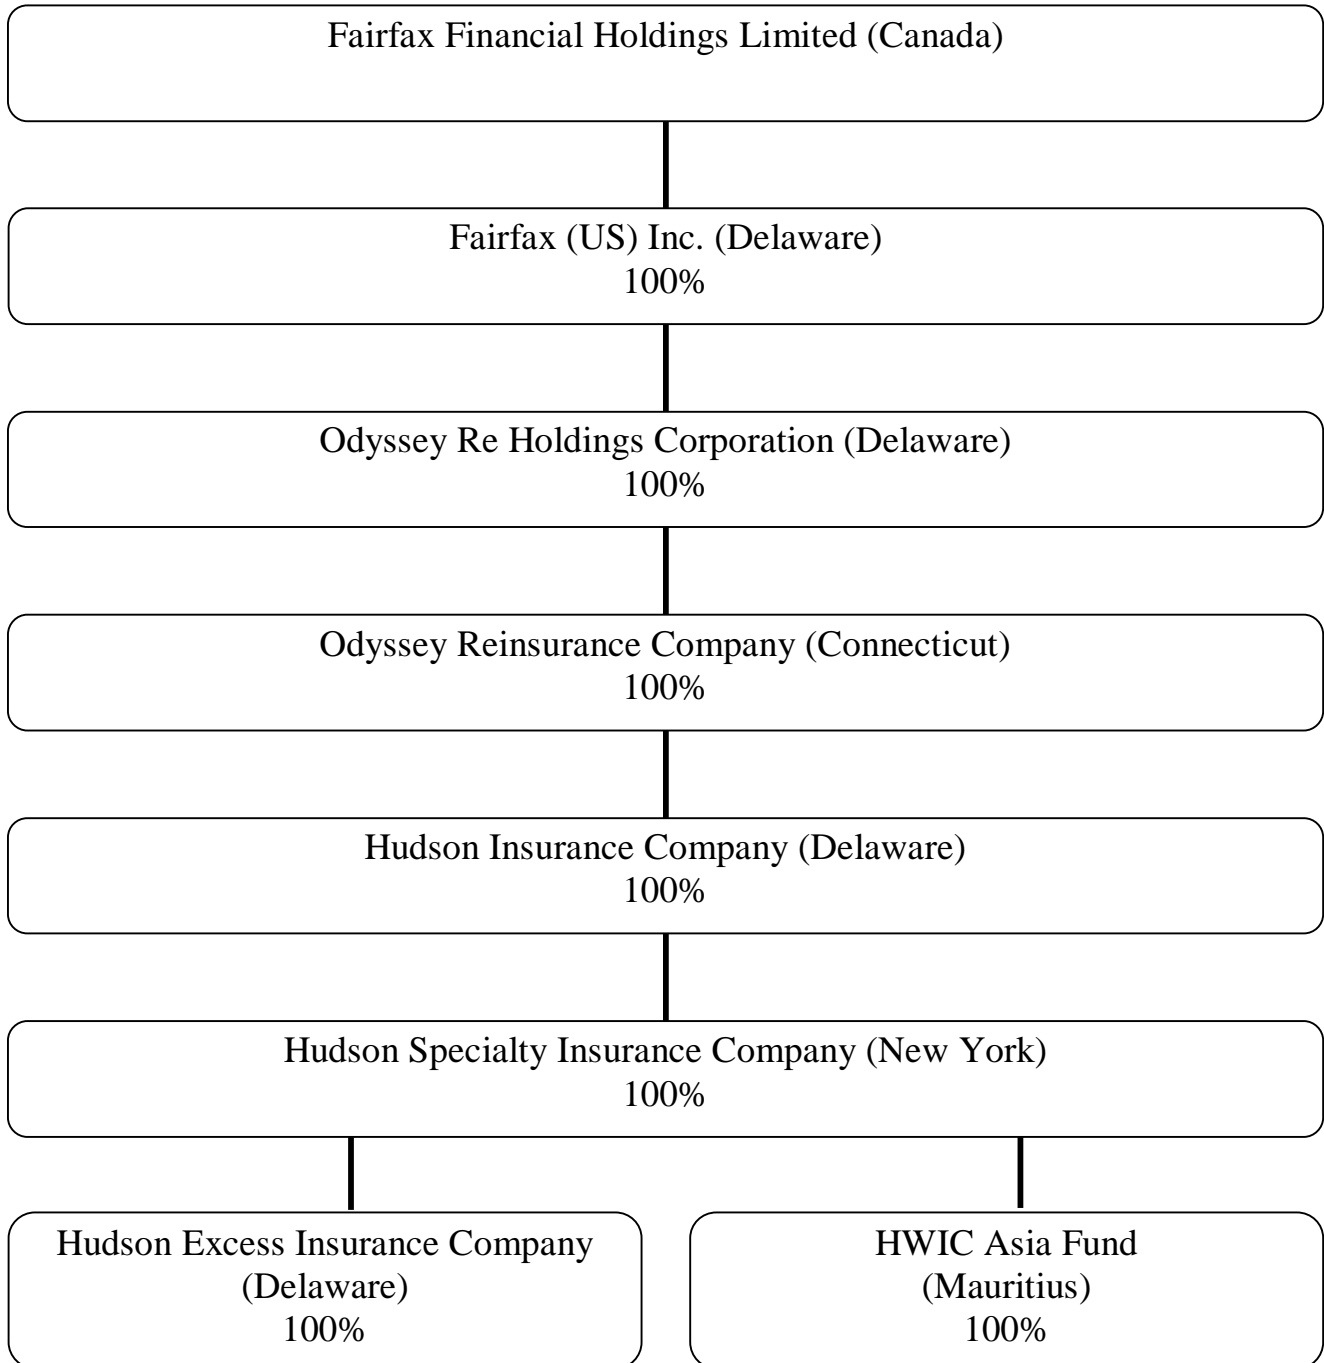 Fairfax Financial Holdings Limited (Canada)
Fairfax (US) Inc. (Delaware)
100%
Odyssey Re Holdings Corporation (Delaware)
100%
Odyssey Reinsurance Company (Connecticut)
100%
Hudson Insurance Company (Delaware)
100%
Hudson Specialty Insurance Company (New York)
100%
Hudson Excess Insurance Company
(Delaware)
100%
HWIC Asia Fund
(Mauritius)
100%